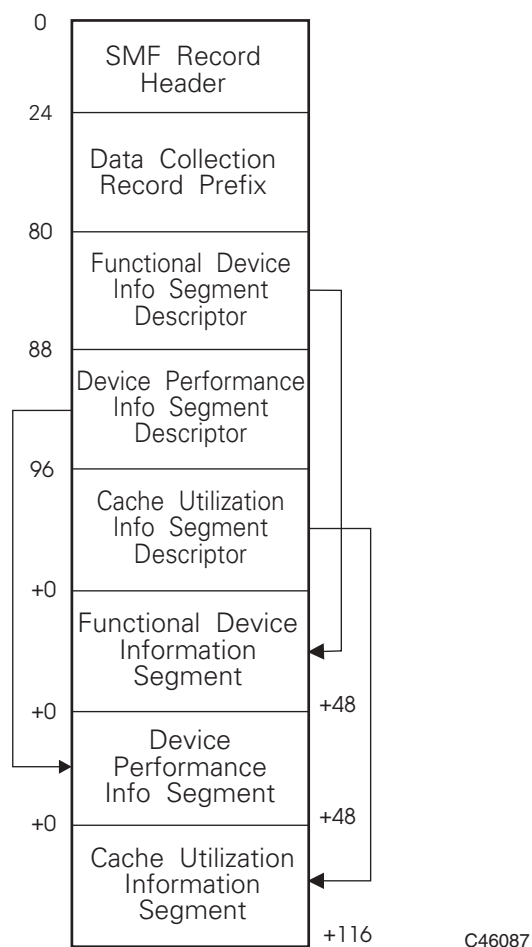 0
SMF Record
Header
24
Data Collection
Record Prefix
80
Functional Device
Info Segment
Descriptor
88
Device Performance
Info Segment
Descriptor
96
Cache Utilization
Info Segment
Descriptor
+0
Functional Device
Information
Segment
+48
+0
Device
Performance
Info Segment
+48
+0
Cache Utilization
Information
Segment
+116
C46087